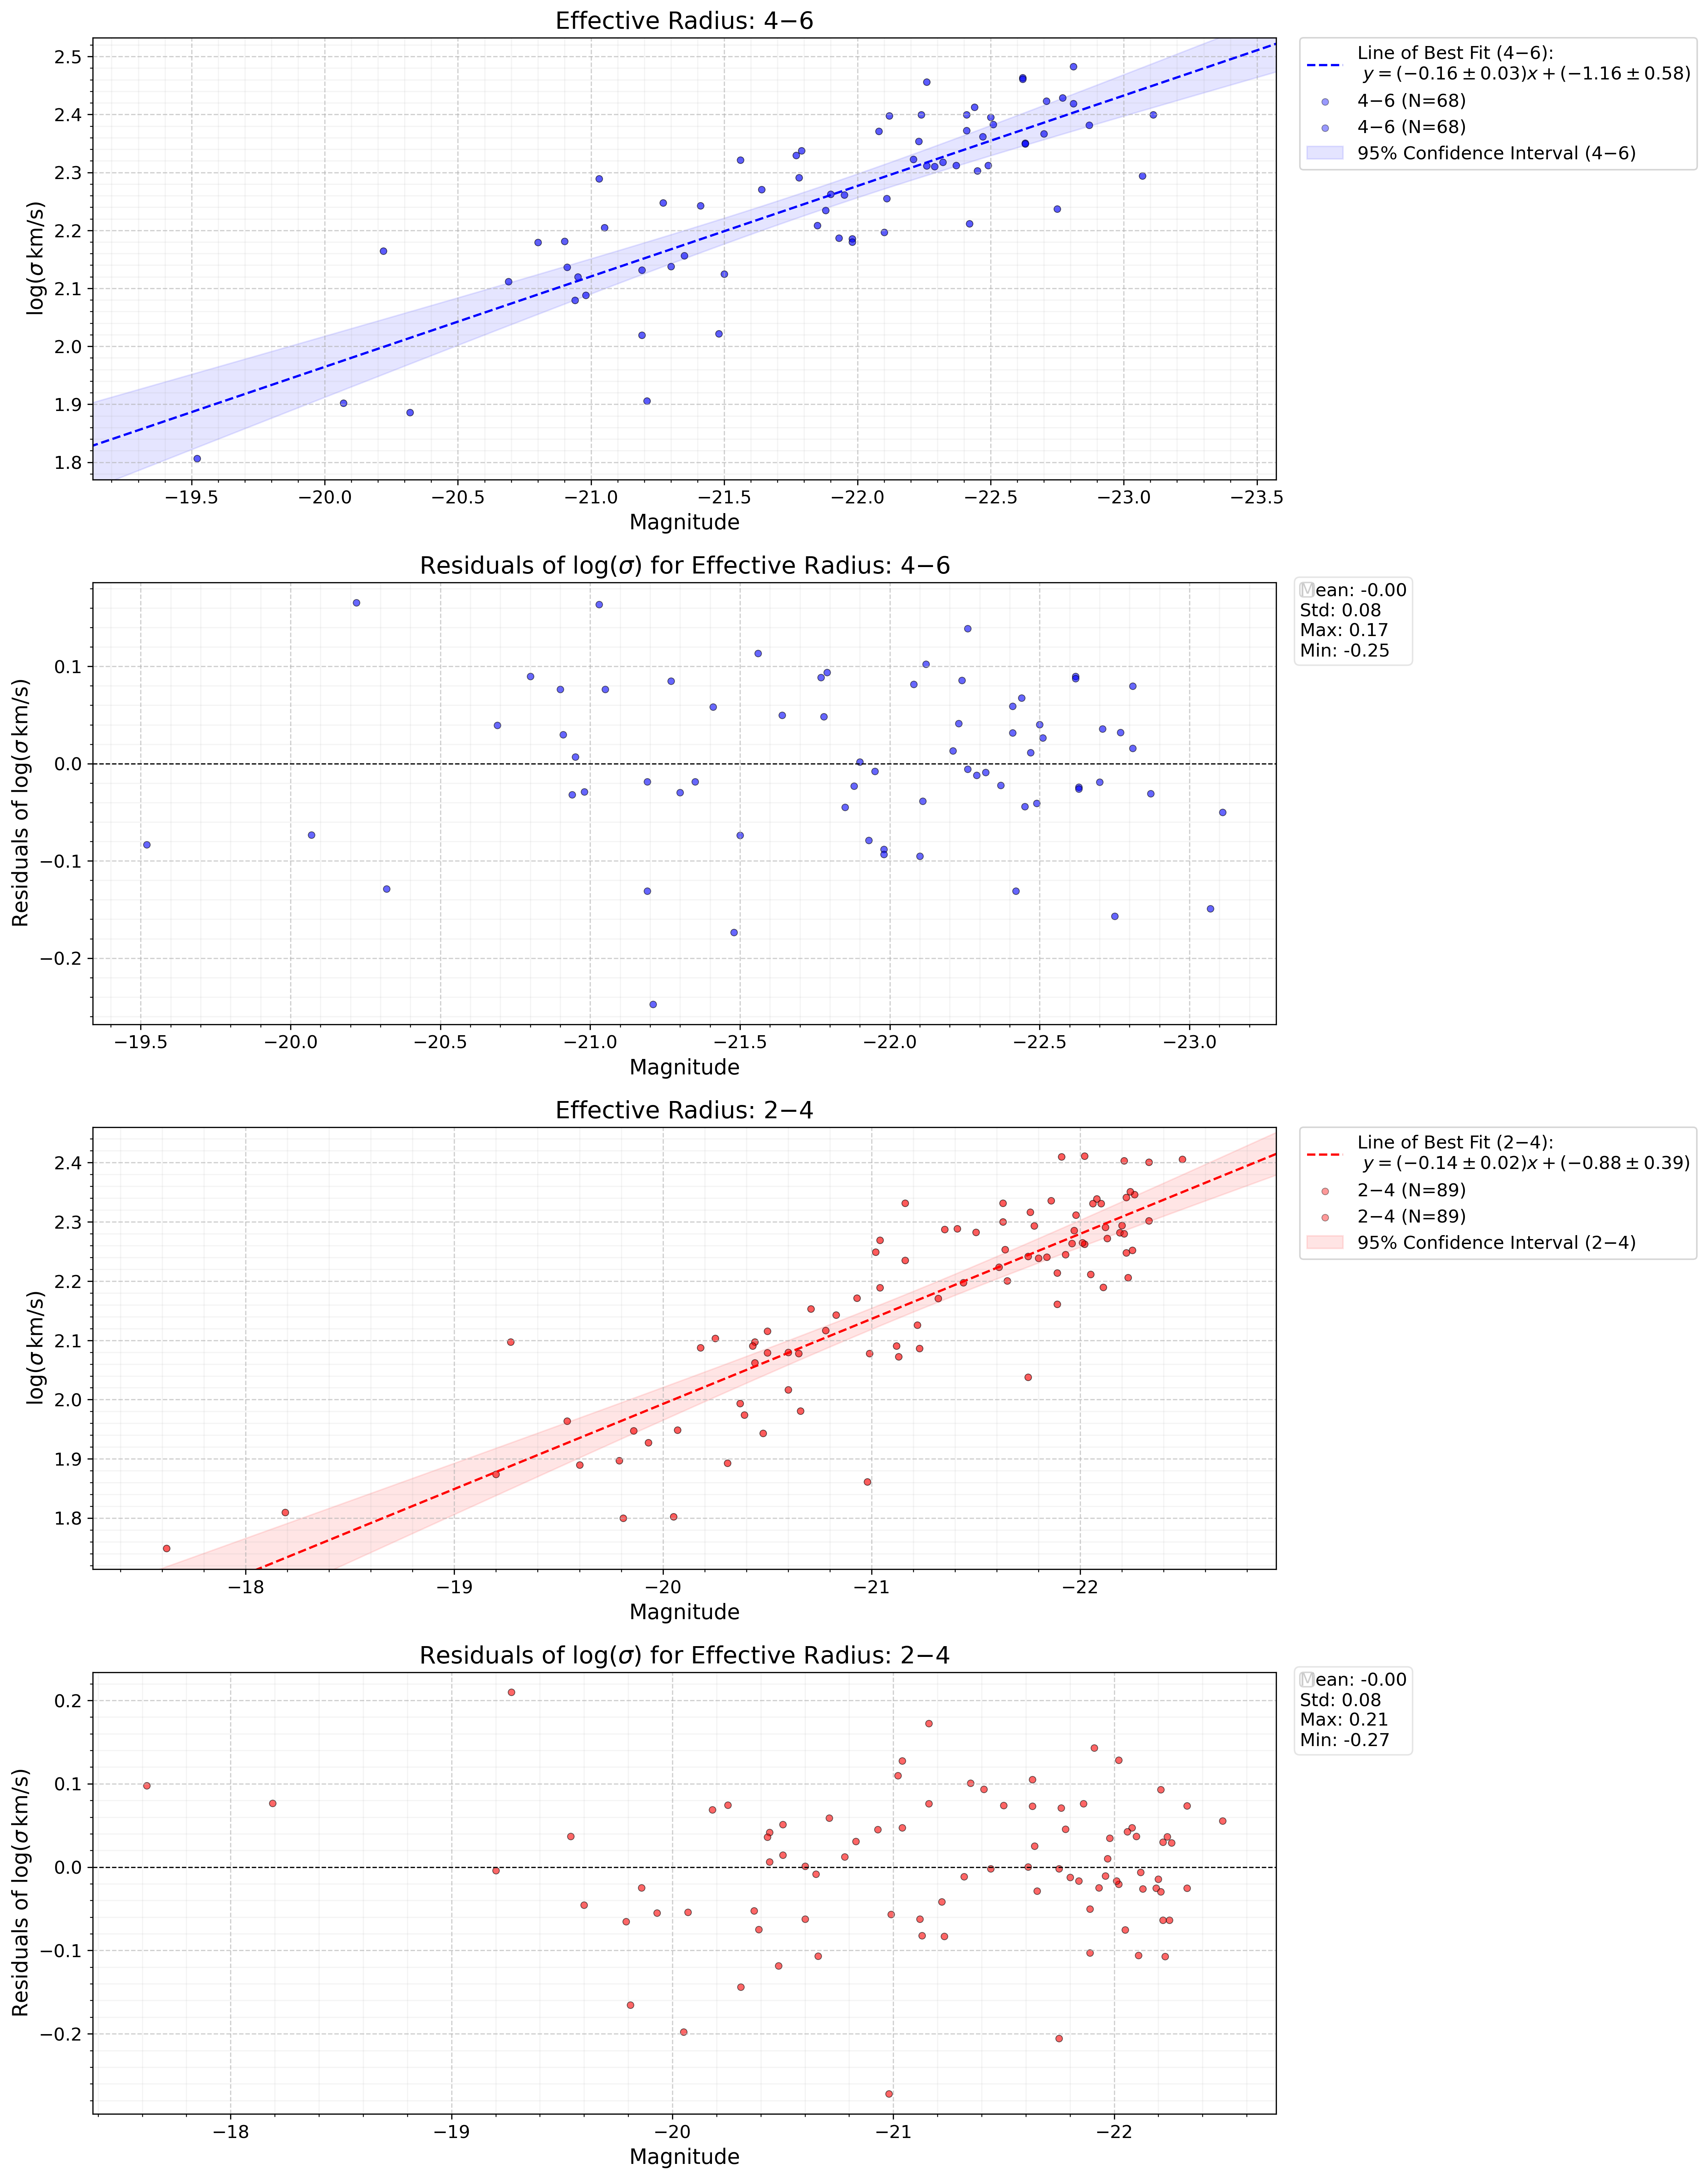 Effective Radius: 4−6
2.5
2.4
2.3
2.2
2.1
2.0
1.9
1.8
log(σ km/s)
−19.5 −20.0 −20.5 −21.0 −21.5 −22.0 −22.5 −23.0 −23.5
Magnitude
Line of Best Fit (4−6):
y = (−0.16 ± 0.03)x + (−1.16 ± 0.58)
4−6 (N=68)
4−6 (N=68)
95% Confidence Interval (4−6)
Residuals of log(σ) for Effective Radius: 4−6
0.1
0.0
−0.1
−0.2
Residuals of log(σ km/s)
−19.5 −20.0 −20.5 −21.0 −21.5 −22.0 −22.5 −23.0
Magnitude
Mean: -0.00
Std: 0.08
Max: 0.17
Min: -0.25
Effective Radius: 2−4
2.4
2.3
2.2
2.1
2.0
1.9
1.8
log(σ km/s)
−18 −19 −20 −21 −22
Magnitude
Line of Best Fit (2−4):
y = (−0.14 ± 0.02)x + (−0.88 ± 0.39)
2−4 (N=89)
2−4 (N=89)
95% Confidence Interval (2−4)
Residuals of log(σ) for Effective Radius: 2−4
0.2
0.1
0.0
−0.1
−0.2
Residuals of log(σ km/s)
−18 −19 −20 −21 −22
Magnitude
Mean: -0.00
Std: 0.08
Max: 0.21
Min: -0.27